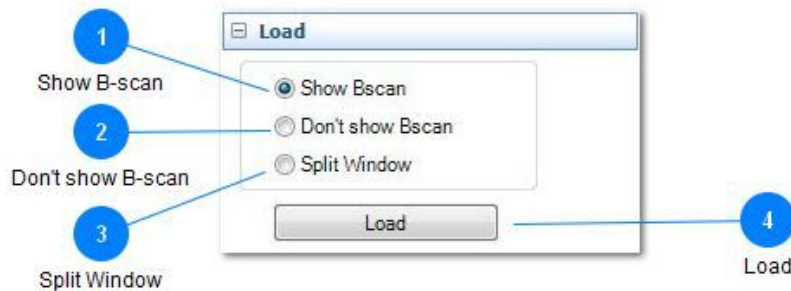 1
Load
Show B-scan
Show Bscan
2
Don't show Bscan
Don't show B-scan
Split Window
3
Load
4
Split Window
Load